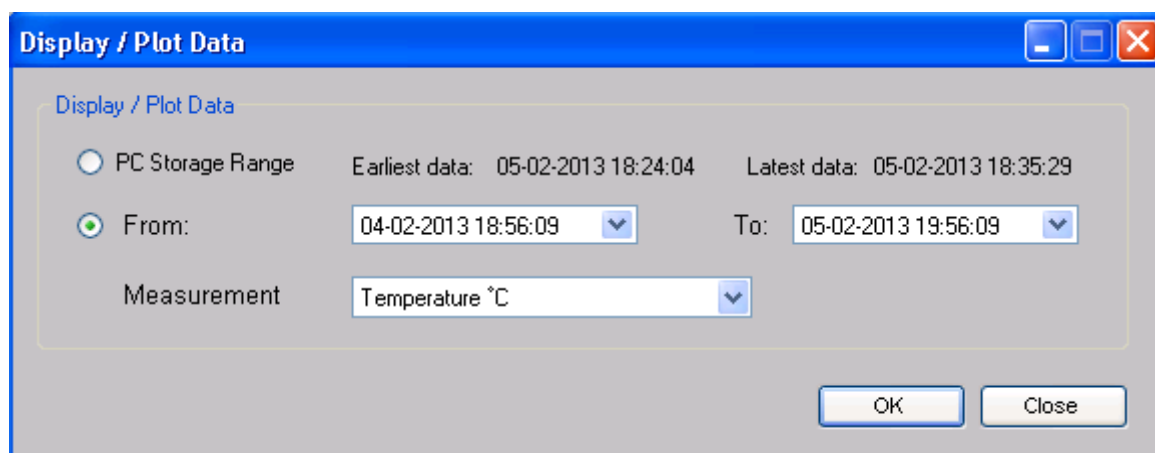 Display / Plot Data
Display / Plot Data
PC Storage Range Earliest data: 05-02-2013 18:24:04 Latest data: 05-02-2013 18:35:29
From: 04-02-2013 18:56:09 To: 05-02-2013 19:56:09
Measurement Temperature °C
OK Close